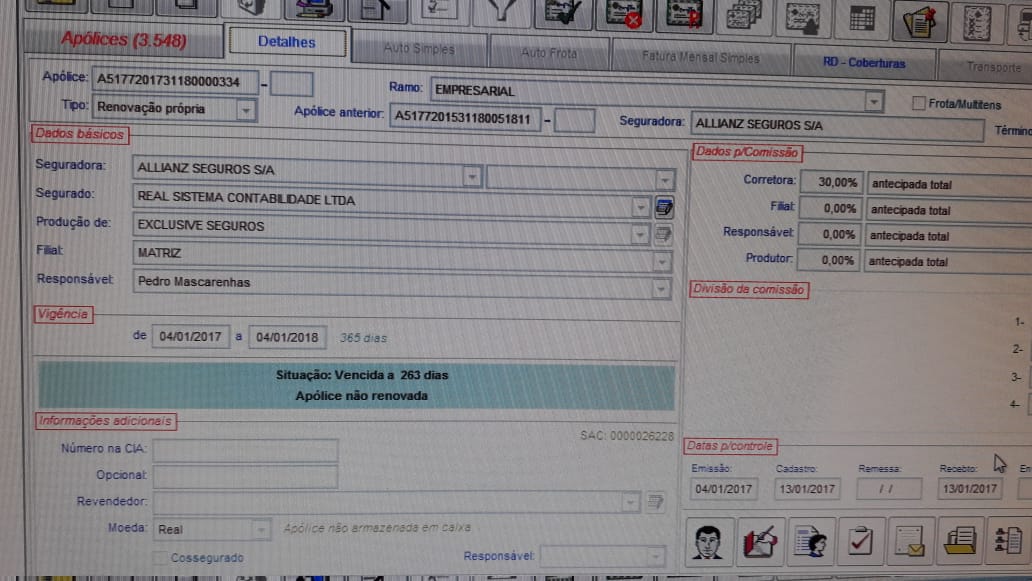 Apólices (3.548)
Detalhes
Auto Simples
Auto Frota
Fatura Mensal Simples
RD - Coberturas
Transporte
Apólice: A5177201731180000334 -
Ramo: EMPRESARIAL
Frota/Multitens
Tipo: Renovação própria
Apólice anterior: A5177201531180051811 -
Seguradora: ALLIANZ SEGUROS S/A
Término
Dados básicos
Seguradora: ALLIANZ SEGUROS S/A
Segurado: REAL SISTEMA CONTABILIDADE LTDA
Produção de: EXCLUSIVE SEGUROS
Filial: MATRIZ
Responsável: Pedro Mascarenhas
Vigência
de 04/01/2017 a 04/01/2018 365 dias
Situação: Vencida a 263 dias
Apólice não renovada
Informações adicionais
SAC: 0000026228
Número na CIA:
Opcional:
Revendedor:
Moeda: Real
Apólice não armazenada em caixa
Cossegurado
Responsável:
Dados p/Comissão
Corretora: 30,00% antecipada total
Filial: 0,00% antecipada total
Responsável: 0,00% antecipada total
Produtor: 0,00% antecipada total
Divisão da comissão
1-
2-
3-
4-
Datas p/controle
Emissão: Cadastro: Remessa: Recebto: En
04/01/2017 13/01/2017 / / 13/01/2017